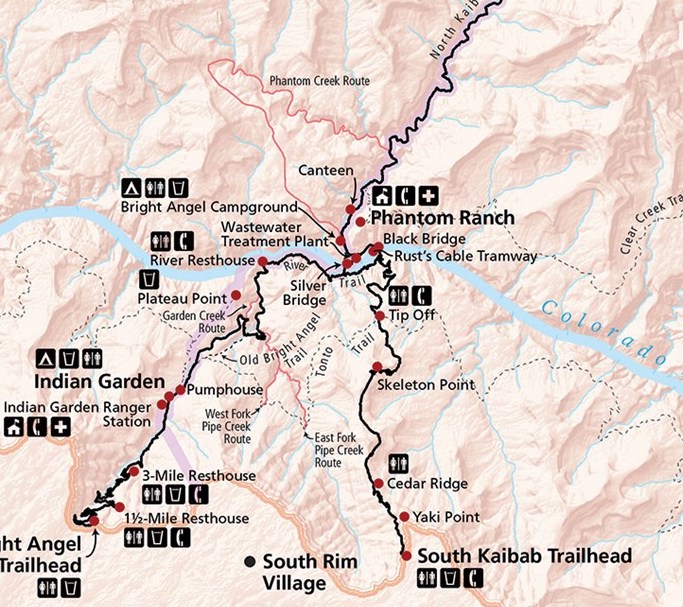 North Kaib
Phantom Creek Route
Canteen
Bright Angel Campground
Phantom Ranch
Wastewater
Treatment Plant
Black Bridge
Rust's Cable Tramway
Clear Creek Tra
River Resthouse
River
Trail
Silver
Bridge
Plateau Point
Garden Creek
Route
Colorado
Tip Off
Old Bright Angel
Trail
Tonto
Trail
Indian Garden
Pumphouse
Skeleton Point
Indian Garden Ranger
Station
West Fork
Pipe Creek
Route
East Fork
Pipe Creek
Route
3-Mile Resthouse
Cedar Ridge
1½-Mile Resthouse
Yaki Point
ght Angel
Trailhead
South Rim
Village
South Kaibab Trailhead